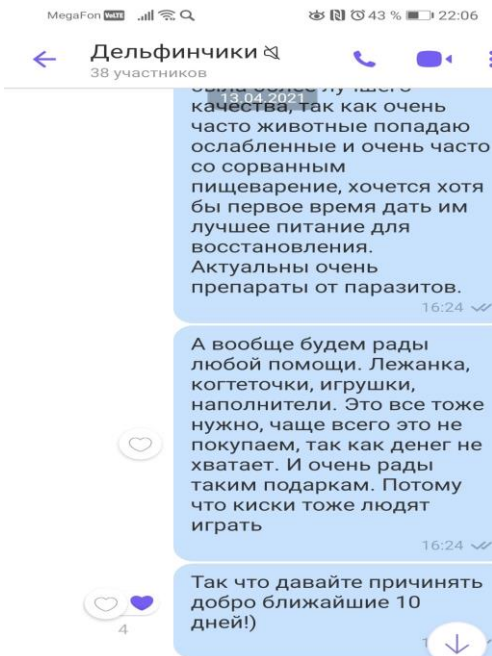 MegaFon VoLTE 43 % 22:06
Дельфинчики
38 участников
13.04.2021
качества, так как очень
часто животные попадаю
ослабленные и очень часто
со сорванным
пищеварение, хочется хотя
бы первое время дать им
лучшее питание для
восстановления.
Актуальны очень
препараты от паразитов.
16:24
А вообще будем рады
любой помощи. Лежанка,
когтеточки, игрушки,
наполнители. Это все тоже
нужно, чаще всего это не
покупаем, так как денег не
хватает. И очень рады
таким подаркам. Потому
что киски тоже людят
играть
16:24
Так что давайте причинять
добро ближайшие 10
дней!)
4